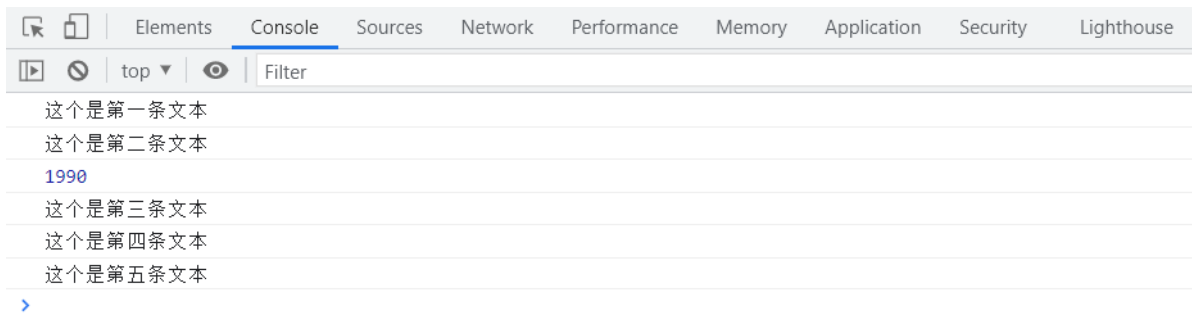 Elements Console Sources Network Performance Memory Application Security Lighthouse
top Filter
这个是第一条文本
这个是第二条文本
1990
这个是第三条文本
这个是第四条文本
这个是第五条文本